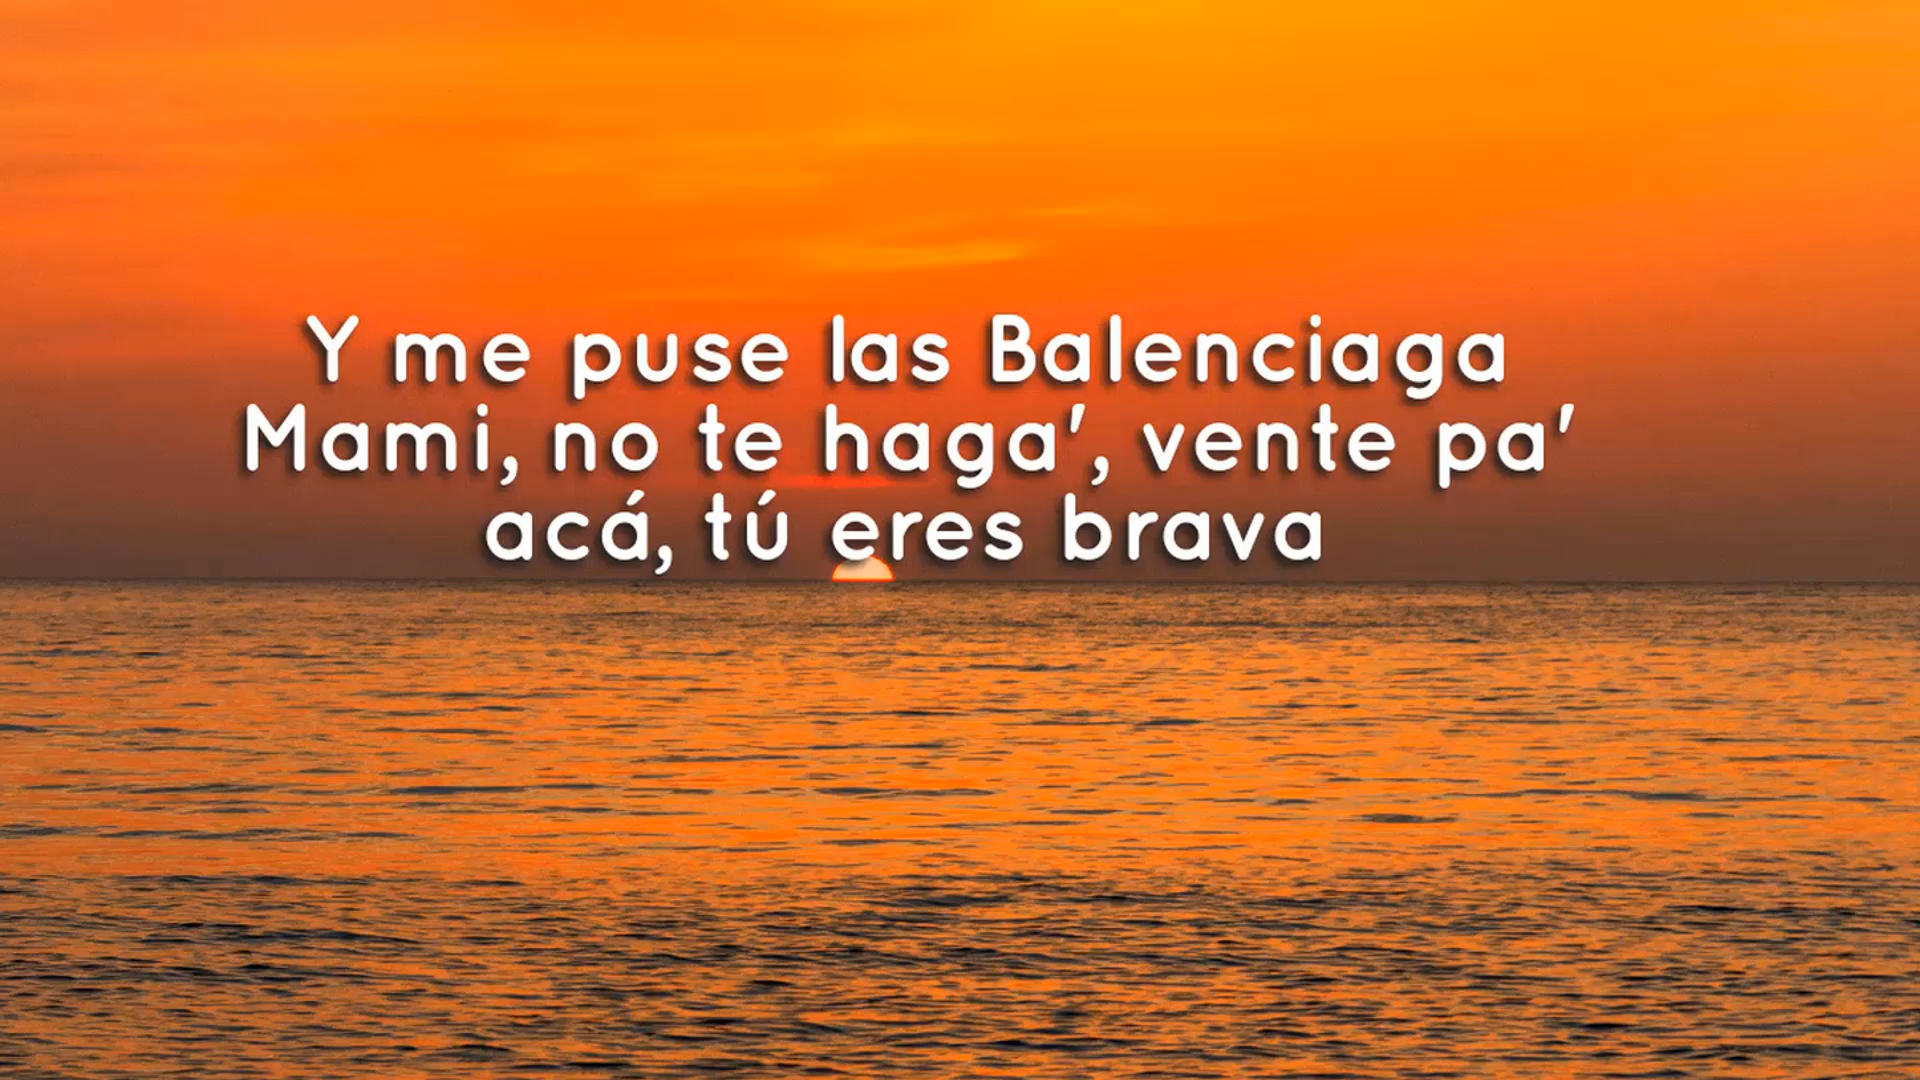 Y me puse las Balenciaga
Mami, no te haga', vente pa'
acá, tú eres brava